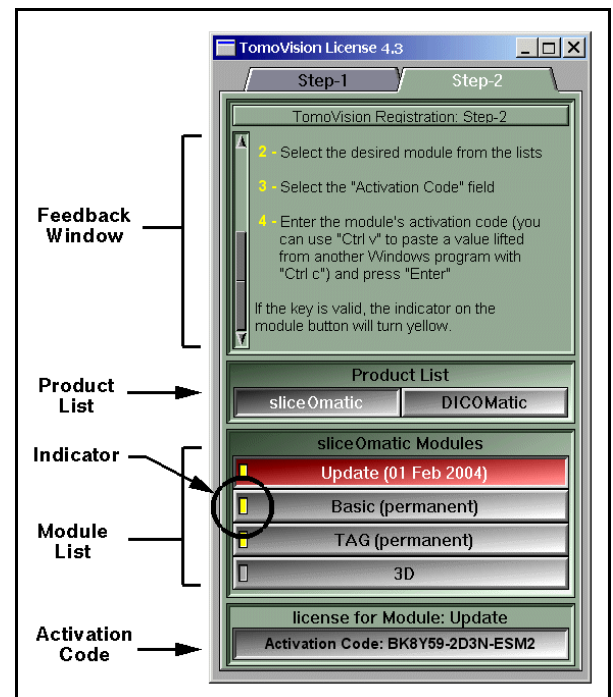 TomoVision License 4.3
Step-1
Step-2
TomoVision Registration: Step-2
2 - Select the desired module from the lists
3 - Select the "Activation Code" field
4 - Enter the module's activation code (you
can use "Ctrl v" to paste a value lifted
from another Windows program with
"Ctrl c") and press "Enter"
If the key is valid, the indicator on the
module button will turn yellow.
Feedback
Window
Product
List
Product List
sliceOmatic
DICOMatic
Indicator
Module
List
sliceOmatic Modules
Update (01 Feb 2004)
Basic (permanent)
TAG (permanent)
3D
Activation
Code
license for Module: Update
Activation Code: BK8Y59-2D3N-ESM2